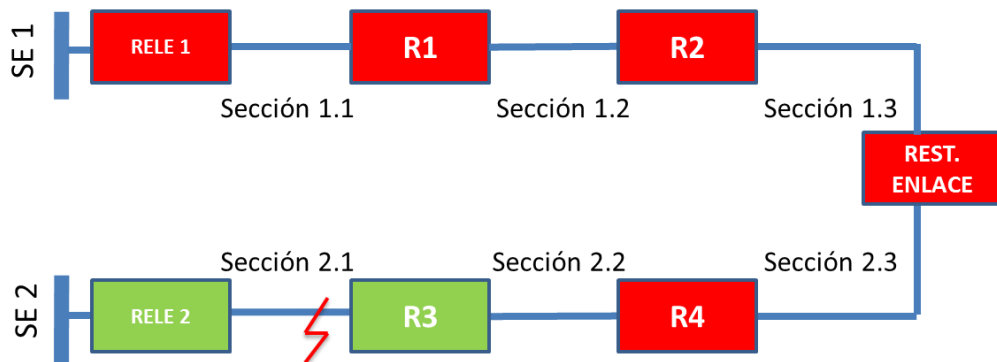 SE 1
RELE 1
R1
R2
Sección 1.1
Sección 1.2
Sección 1.3
REST.
ENLACE
Sección 2.1
Sección 2.2
Sección 2.3
SE 2
RELE 2
R3
R4